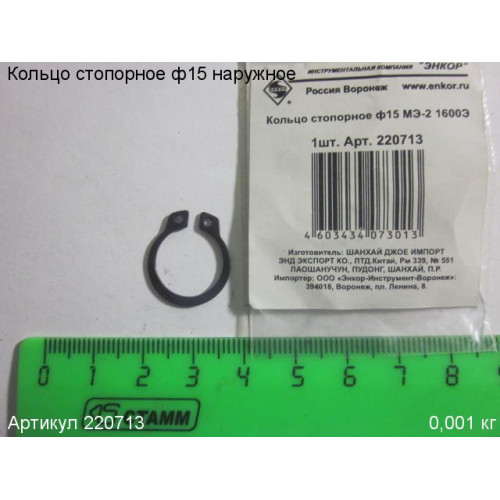 Кольцо стопорное ф15 наружное
ИНСТРУМЕНТАЛЬНАЯ КОМПАНИЯ "ЭНКОР"
Россия Воронеж www.enkor.ru
Кольцо стопорное ф15 МЭ-2 1600Э
1шт. Арт. 220713
4 603434 073013
Изготовитель: ШАНХАЙ ДЖОЕ ИМПОРТ
ЭНД ЭКСПОРТ КО., ЛТД.Китай, Рм 339, № 551
ЛАОШАНУЧУН, ПУДОНГ, ШАНХАЙ, П.Р.
Импортер: ООО «Энкор-Инструмент-Воронеж»:
394018, Воронеж, пл. Ленина, 8.
0 1 2 3 4 5 6 7 8 9
СТАММ
Артикул 220713
0,001 кг